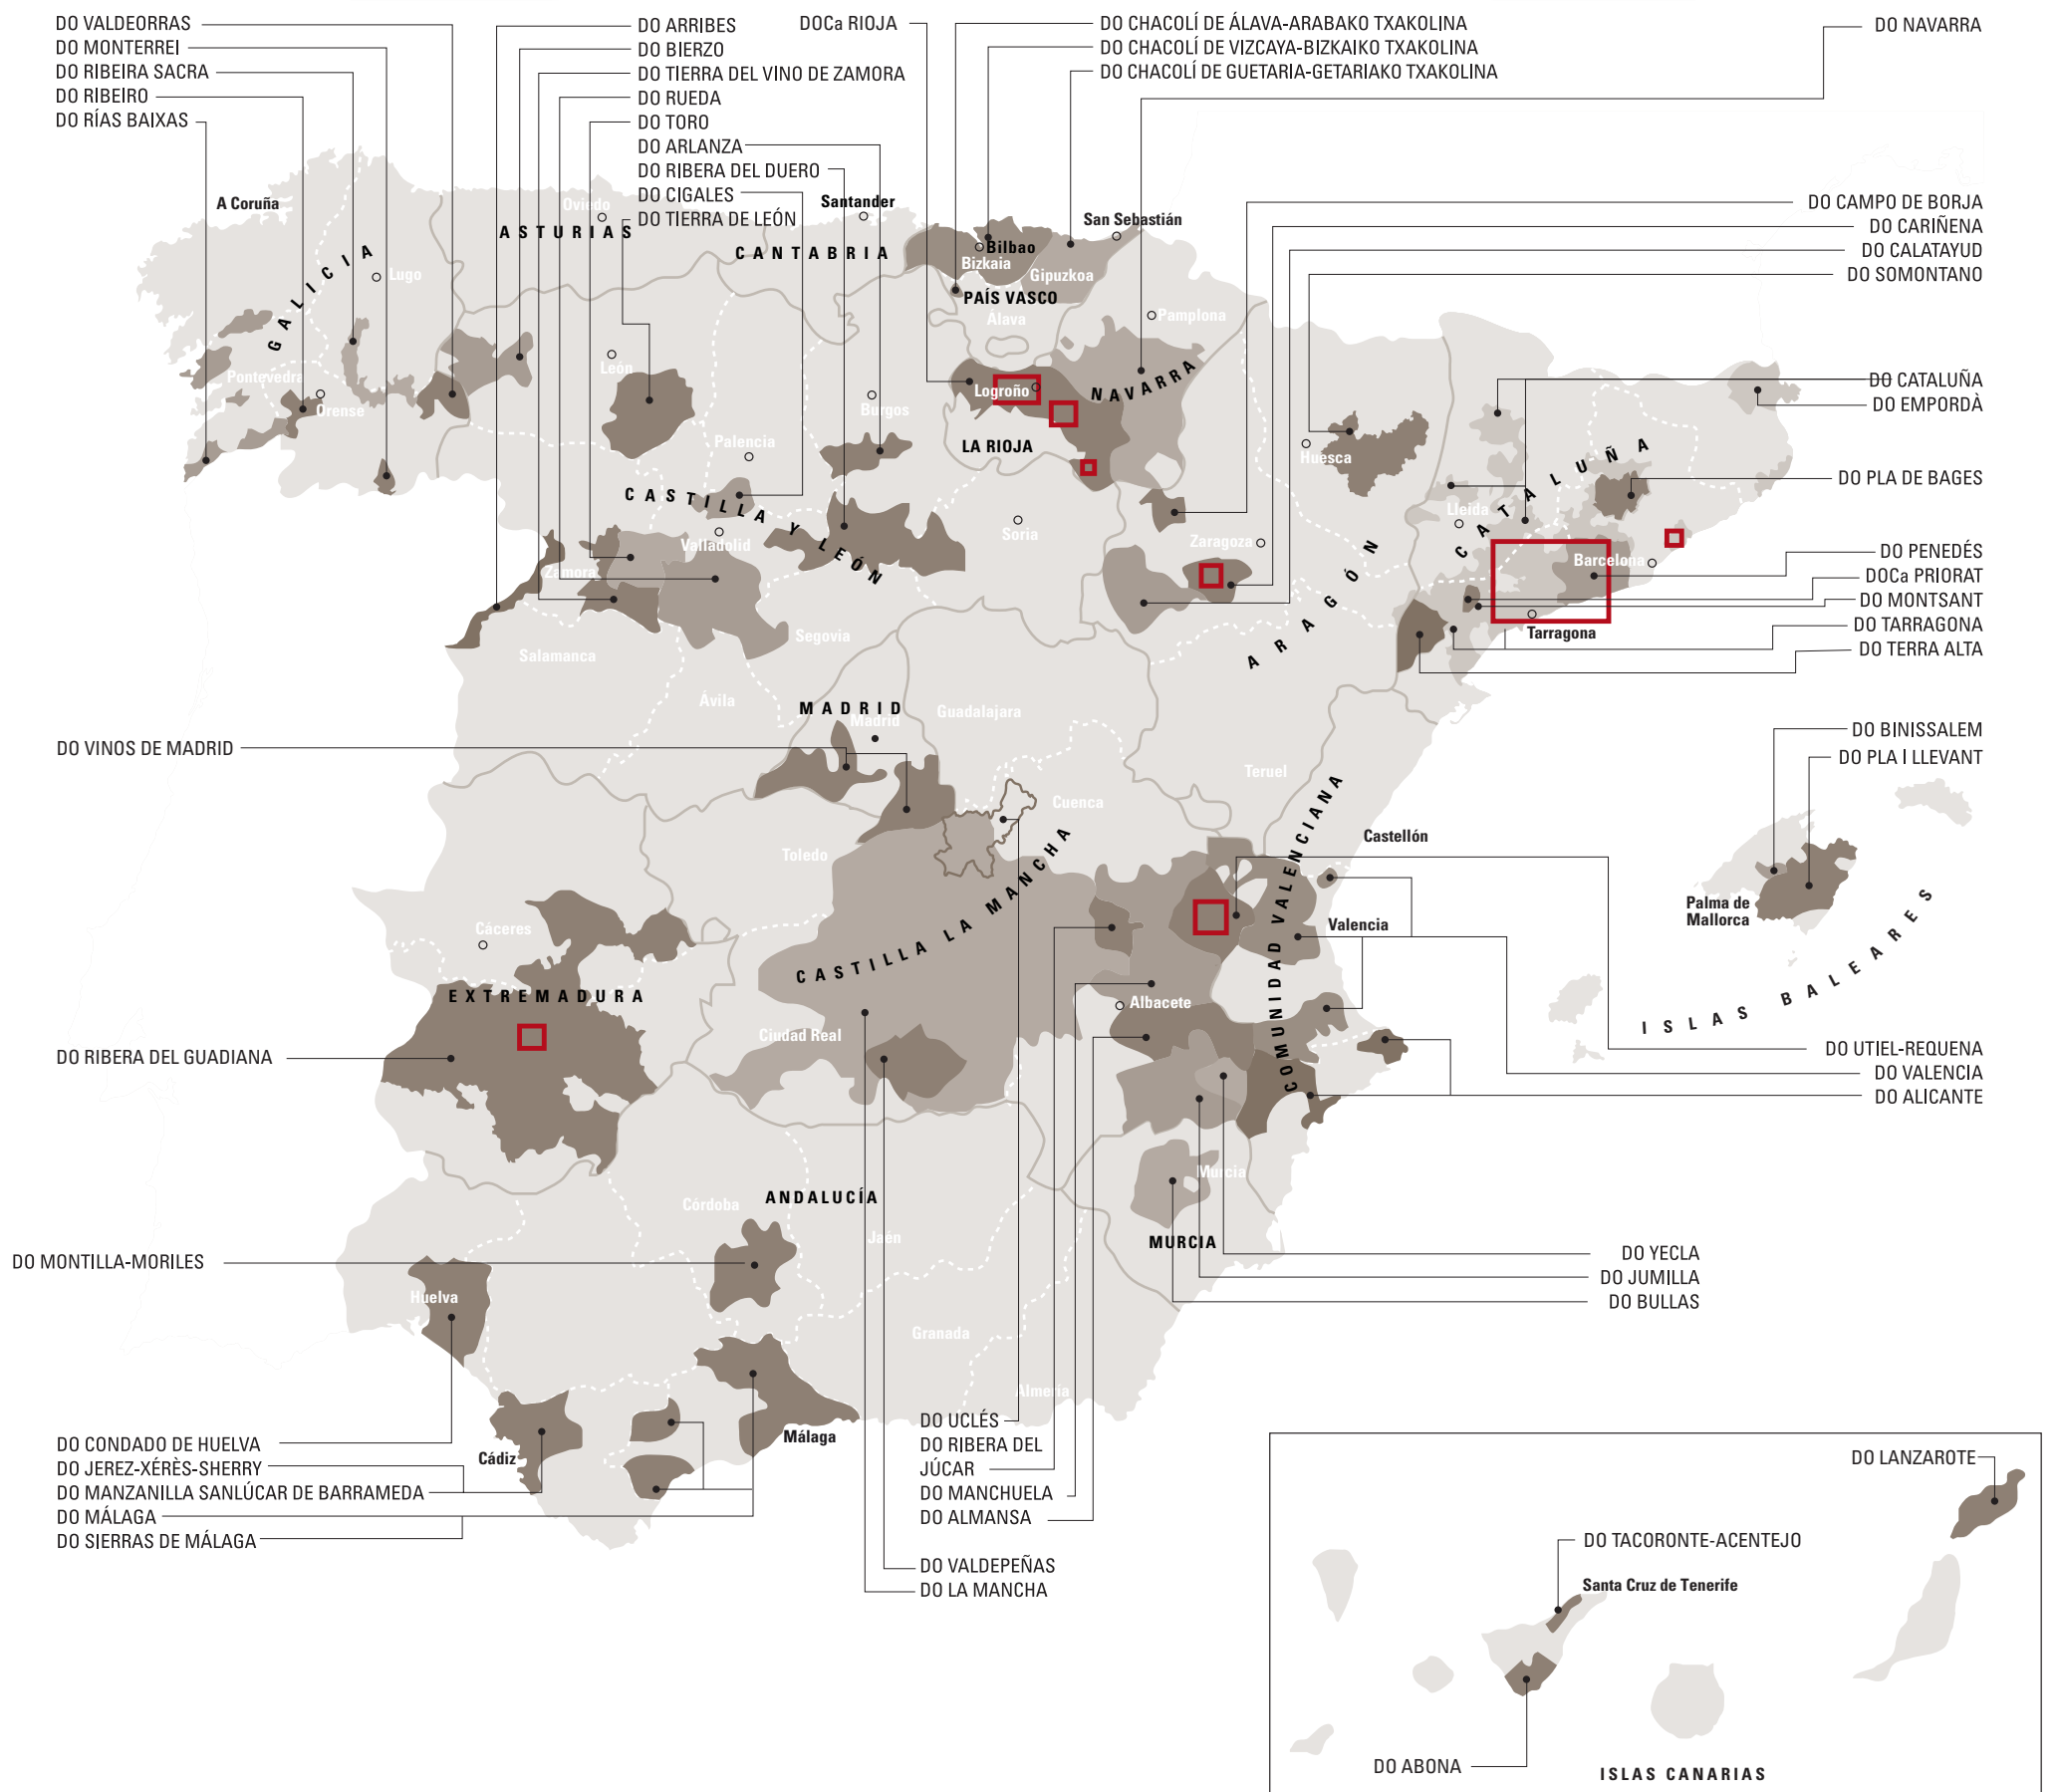 DO VALDEORRAS
DO MONTERREI
DO RIBEIRA SACRA
DO RIBEIRO
DO RÍAS BAIXAS
DO ARRIBES
DO BIERZO
DO TIERRA DEL VINO DE ZAMORA
DO RUEDA
DO TORO
DO ARLANZA
DO RIBERA DEL DUERO
DO CIGALES
DO TIERRA DE LEÓN
DOCa RIOJA
DO CHACOLÍ DE ÁLAVA-ARABAKO TXAKOLINA
DO CHACOLÍ DE VIZCAYA-BIZKAIKO TXAKOLINA
DO CHACOLÍ DE GUETARIA-GETARIAKO TXAKOLINA
DO NAVARRA
DO CAMPO DE BORJA
DO CARIÑENA
DO CALATAYUD
DO SOMONTANO
DO CATALUÑA
DO EMPORDÀ
DO PLA DE BAGES
DO PENEDÉS
DOCa PRIORAT
DO MONTSANT
DO TARRAGONA
DO TERRA ALTA
DO BINISSALEM
DO PLA I LLEVANT
A Coruña
Lugo
GALICIA
Pontevedra
Orense
Oviedo
ASTURIAS
Santander
CANTABRIA
Bilbao
Bizkaia
San Sebastián
Gipuzkoa
PAÍS VASCO
Álava
Pamplona
NAVARRA
Logroño
LA RIOJA
León
Burgos
Palencia
CASTILLA Y LEÓN
Valladolid
Soria
Zamora
Segovia
Salamanca
Ávila
Huesca
Zaragoza
ARAGÓN
Teruel
Lleida
CATALUÑA
Barcelona
Tarragona
MADRID
Madrid
Guadalajara
DO VINOS DE MADRID
Cuenca
Toledo
CASTILLA LA MANCHA
Albacete
Ciudad Real
Castellón
Valencia
COMUNIDAD VALENCIANA
Palma de
Mallorca
ISLAS BALEARES
Cáceres
EXTREMADURA
DO RIBERA DEL GUADIANA
DO UTIEL-REQUENA
DO VALENCIA
DO ALICANTE
Murcia
MURCIA
DO YECLA
DO JUMILLA
DO BULLAS
ANDALUCÍA
Córdoba
Jaén
Granada
Almería
Huelva
Cádiz
Málaga
DO MONTILLA-MORILES
DO CONDADO DE HUELVA
DO JEREZ-XÉRÈS-SHERRY
DO MANZANILLA SANLÚCAR DE BARRAMEDA
DO MÁLAGA
DO SIERRAS DE MÁLAGA
DO UCLÉS
DO RIBERA DEL
JÚCAR
DO MANCHUELA
DO ALMANSA
DO VALDEPEÑAS
DO LA MANCHA
DO LANZAROTE
DO TACORONTE-ACENTEJO
Santa Cruz de Tenerife
DO ABONA
ISLAS CANARIAS